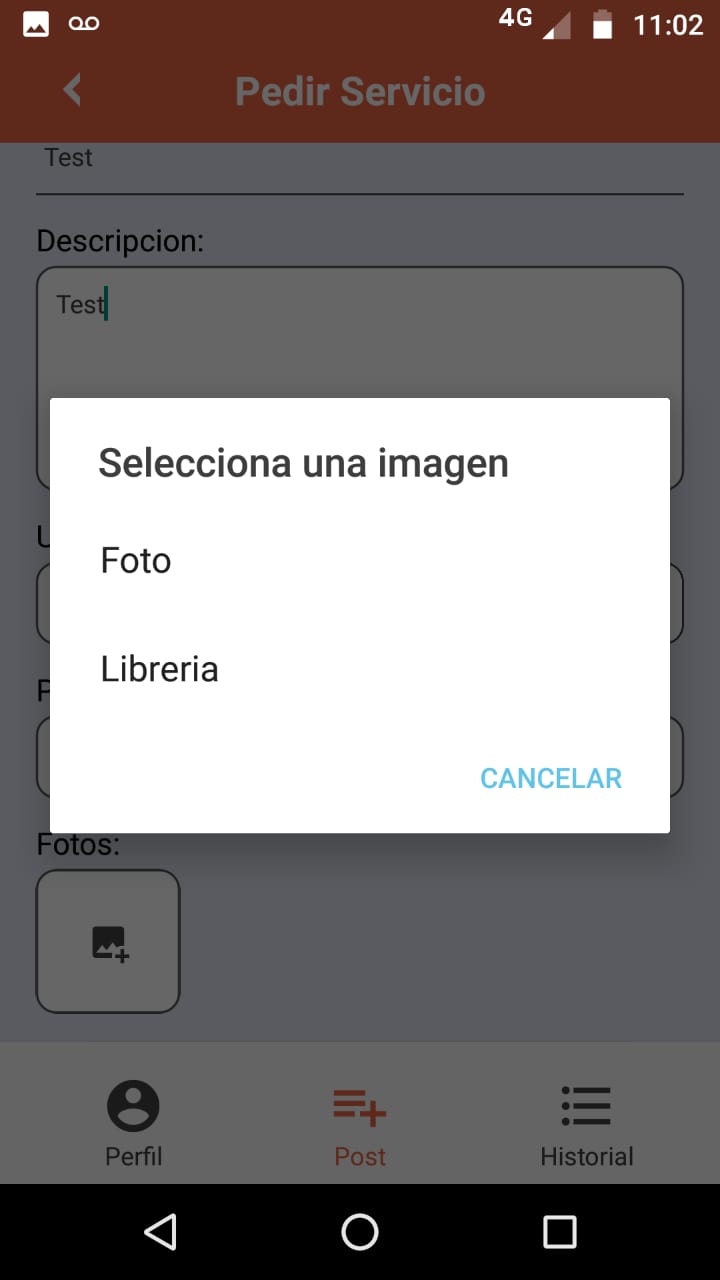 4G 11:02
Pedir Servicio
Test
Descripcion:
Test
Selecciona una imagen
Foto
Libreria
CANCELAR
Fotos:
Perfil
Post
Historial